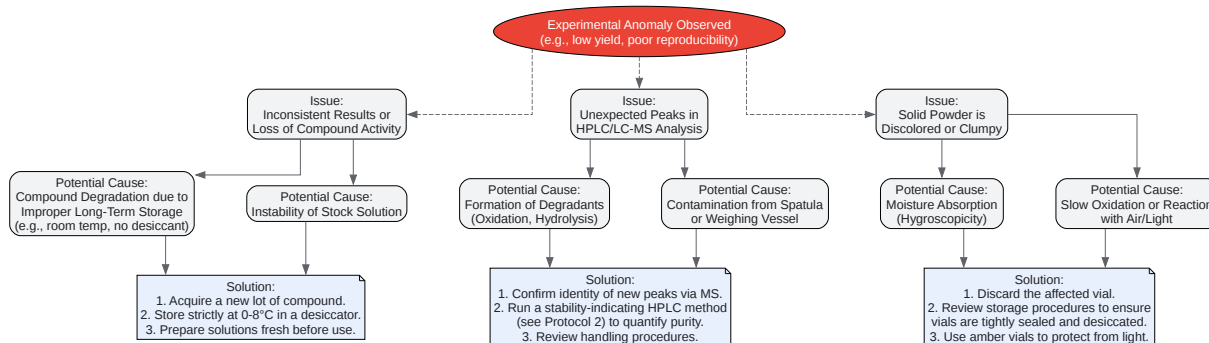 Experimental Anomaly Observed
(e.g., low yield, poor reproducibility)
Issue:
Inconsistent Results or
Loss of Compound Activity
Issue:
Unexpected Peaks in
HPLC/LC-MS Analysis
Issue:
Solid Powder is
Discolored or Clumpy
Potential Cause:
Compound Degradation due to
Improper Long-Term Storage
(e.g., room temp, no desiccant)
Potential Cause:
Instability of Stock Solution
Potential Cause:
Formation of Degradants
(Oxidation, Hydrolysis)
Potential Cause:
Contamination from Spatula
or Weighing Vessel
Potential Cause:
Moisture Absorption
(Hygroscopicity)
Potential Cause:
Slow Oxidation or Reaction
with Air/Light
Solution:
1. Acquire a new lot of compound.
2. Store strictly at 0-8°C in a desiccator.
3. Prepare solutions fresh before use.
Solution:
1. Confirm identity of new peaks via MS.
2. Run a stability-indicating HPLC method
(see Protocol 2) to quantify purity.
3. Review handling procedures.
Solution:
1. Discard the affected vial.
2. Review storage procedures to ensure
vials are tightly sealed and desiccated.
3. Use amber vials to protect from light.